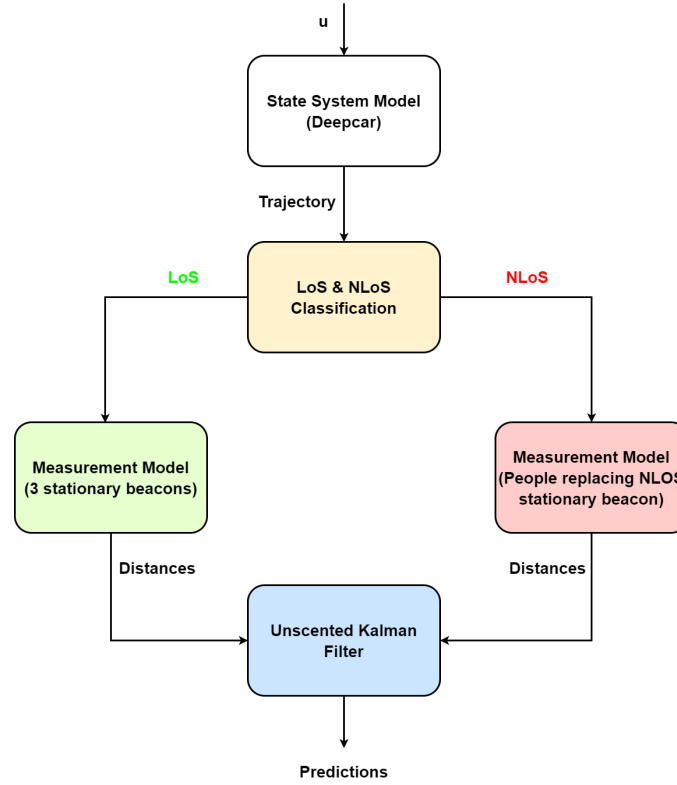 u
State System Model
(Deepcar)
Trajectory
LoS
NLoS
LoS & NLoS
Classification
Measurement Model
(3 stationary beacons)
Measurement Model
(People replacing NLOS
stationary beacon)
Distances
Distances
Unscented Kalman
Filter
Predictions